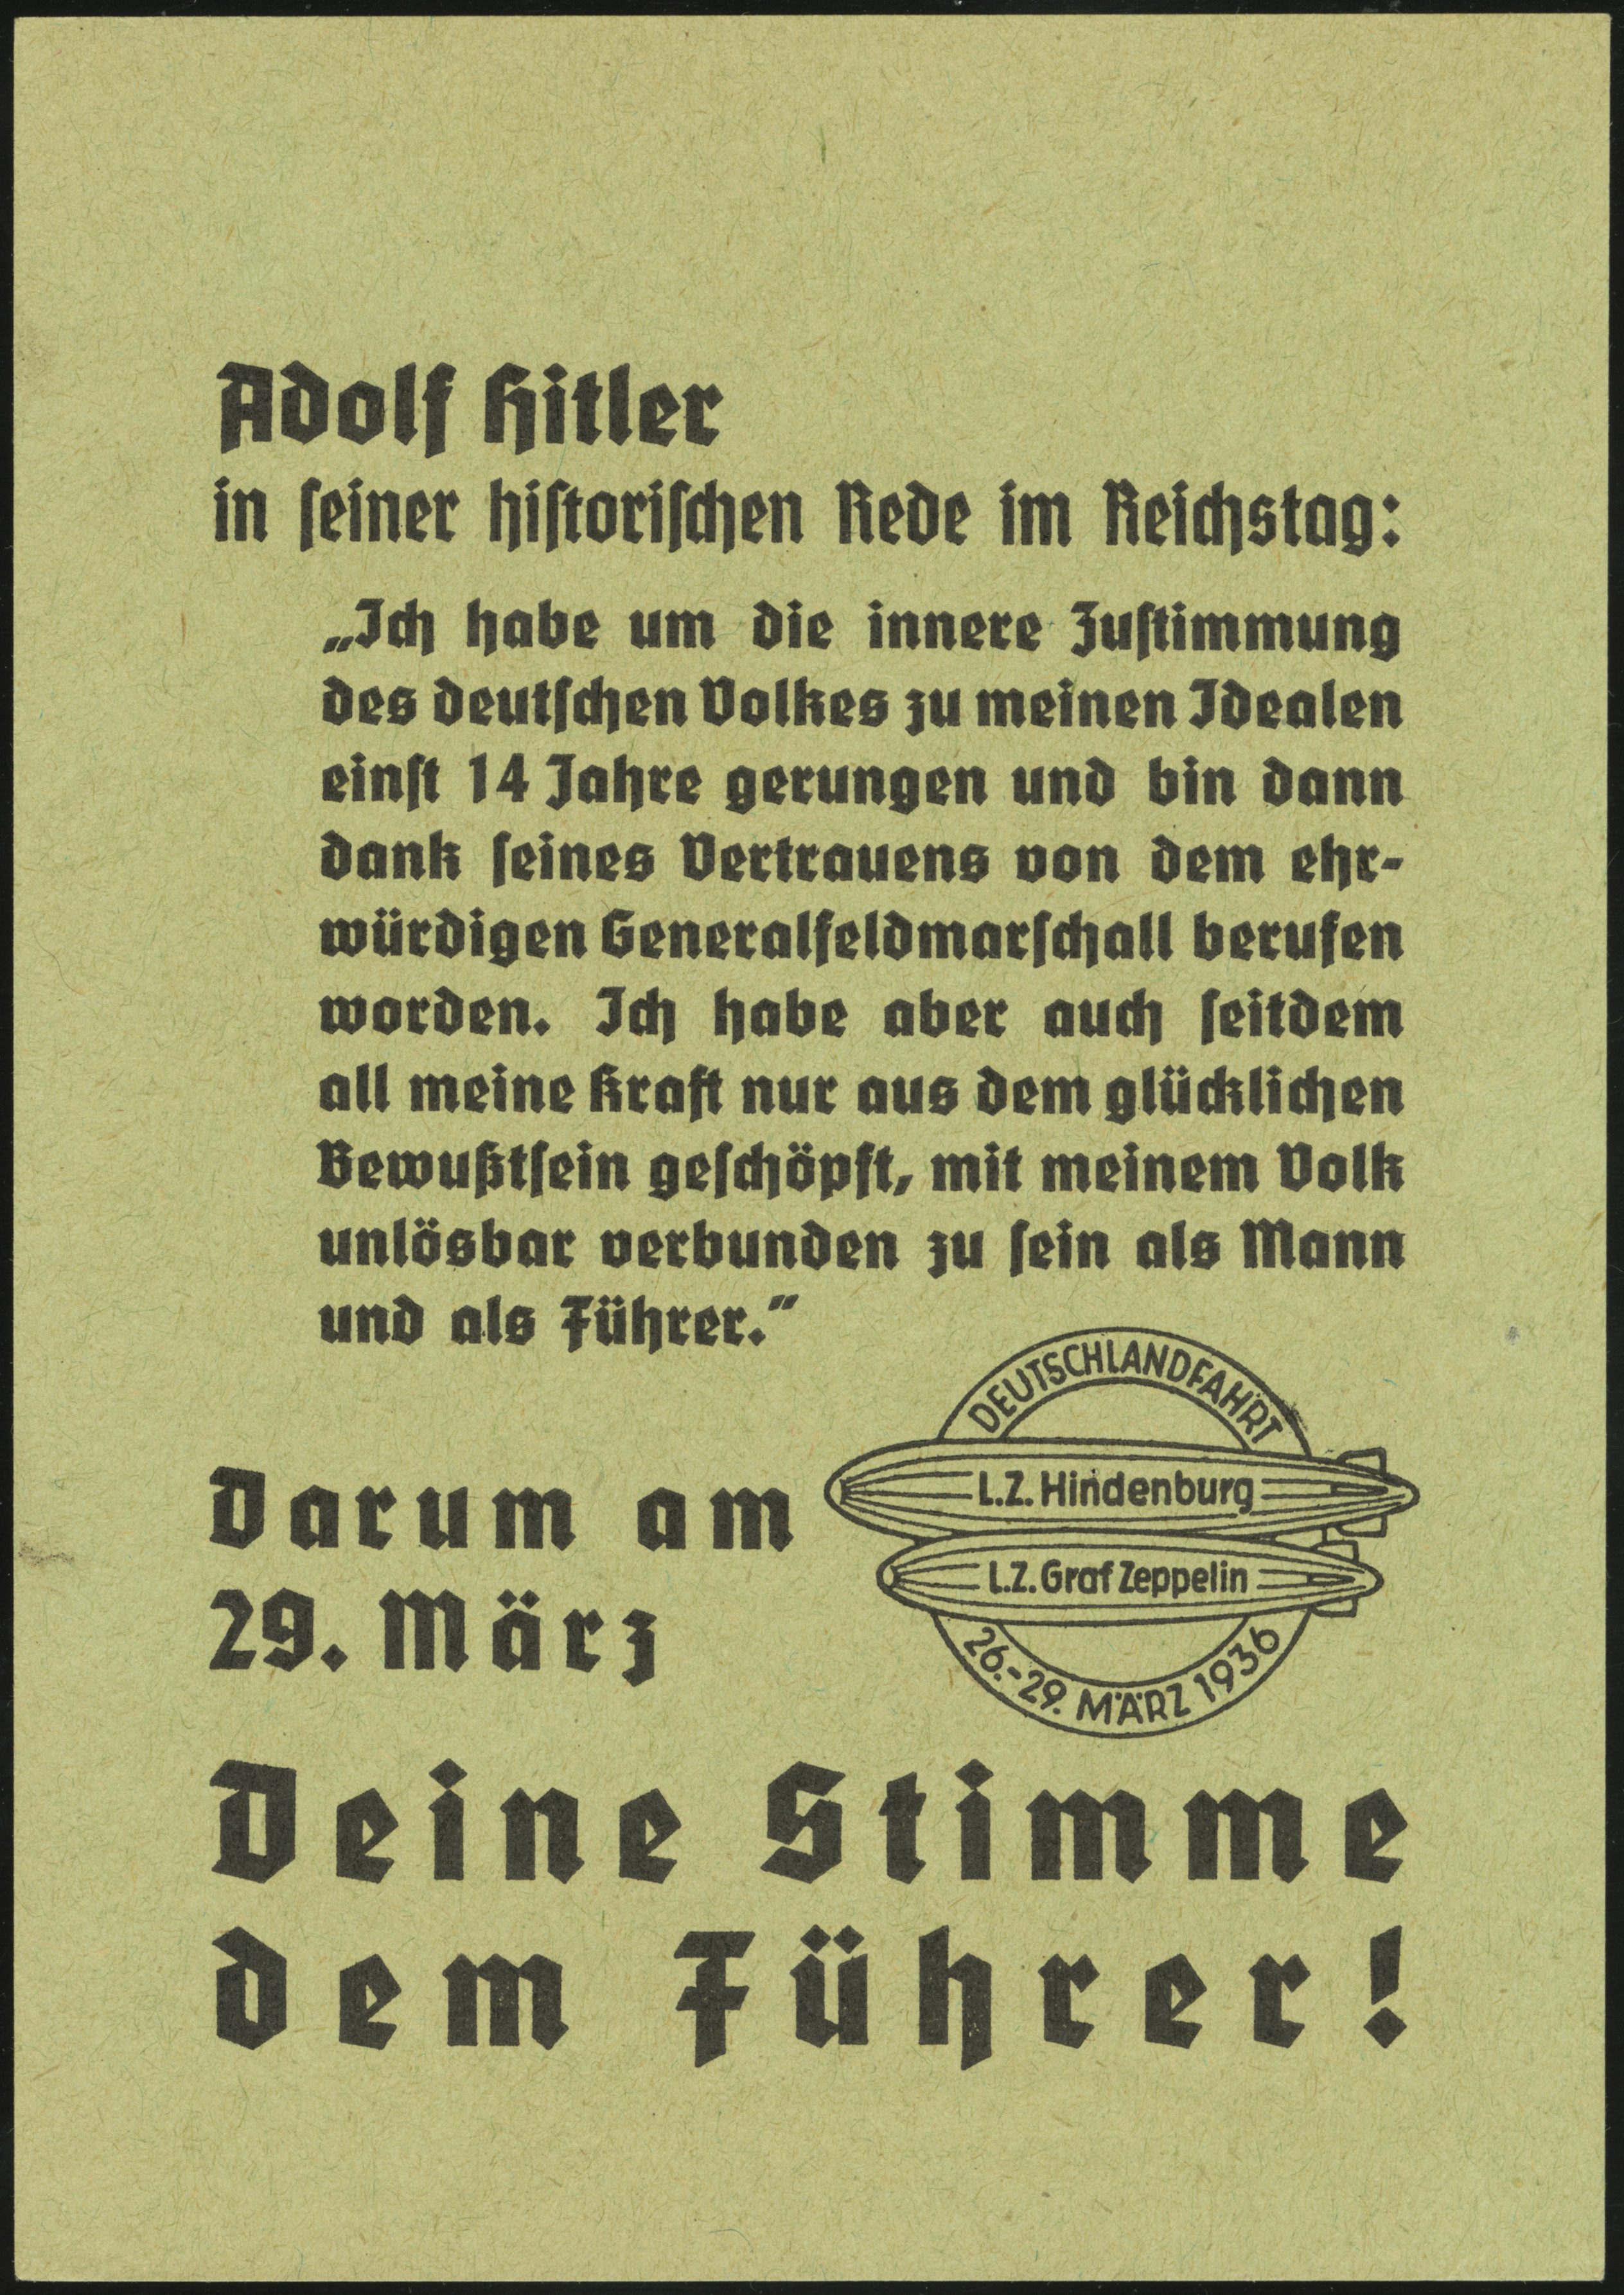 Adolf Hitler
in seiner historischen Rede im Reichstag:
„Ich habe um die innere Zustimmung
des deutschen Volkes zu meinen Idealen
einst 14 Jahre gerungen und bin dann
dank seines Vertrauens von dem ehr-
würdigen Generalfeldmarschall berufen
worden. Ich habe aber auch seitdem
all meine Kraft nur aus dem glücklichen
Bewußtsein geschöpft, mit meinem Volk
unlösbar verbunden zu sein als Mann
und als Führer.“
DEUTSCHLANDFAHRT
L.Z. Hindenburg
L.Z. Graf Zeppelin
26.-29. MÄRZ 1936
Darum am
29. März
Deine Stimme
dem Führer!